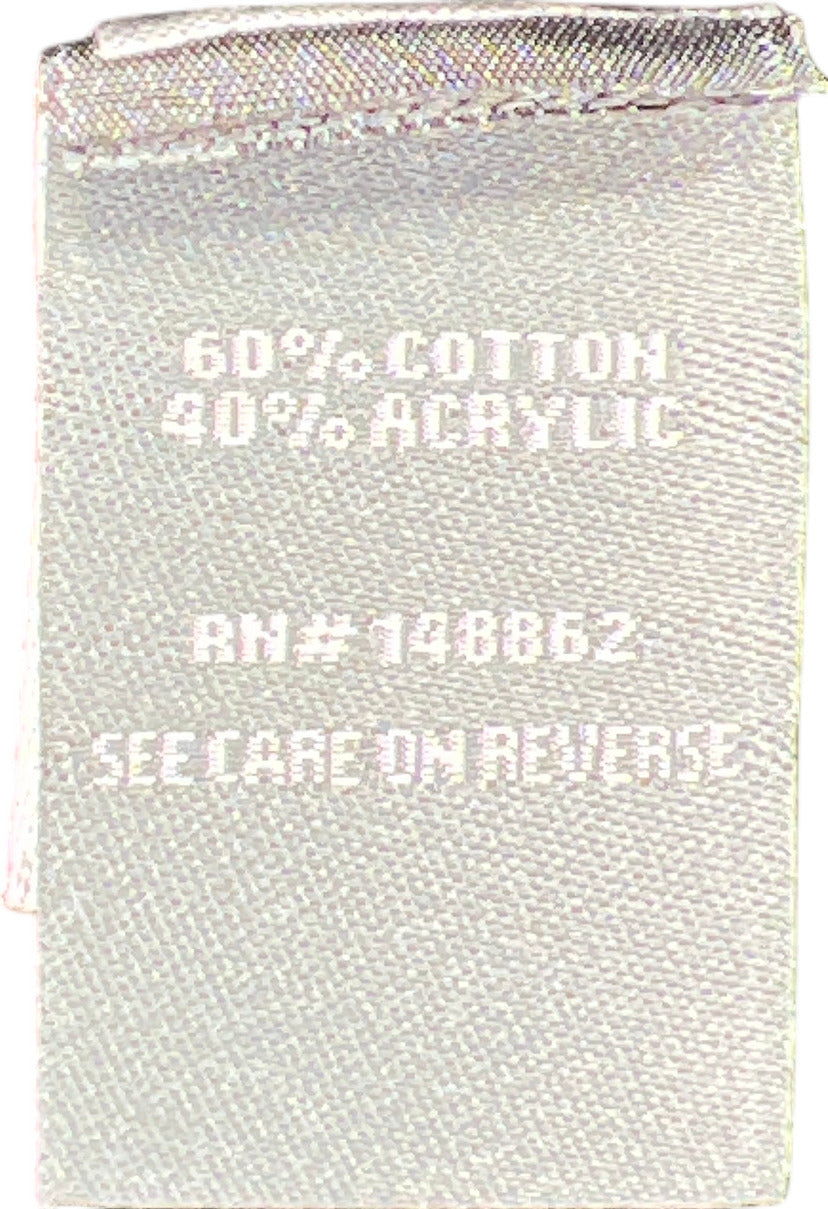 60% COTTON
40% ACRYLIC
RN# 148862
SEE CARE ON REVERSE